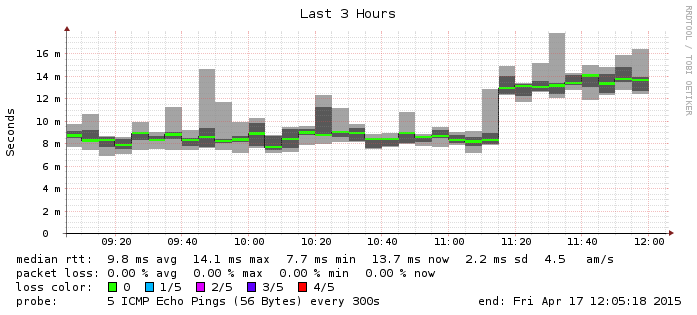 Last 3 Hours
RRDTOOL / TOBI OETIKER
Seconds
16 m
14 m
12 m
10 m
8 m
6 m
4 m
2 m
0
09:20 09:40 10:00 10:20 10:40 11:00 11:20 11:40 12:00
median rtt: 9.8 ms avg 14.1 ms max 7.7 ms min 13.7 ms now 2.2 ms sd 4.5 am/s
packet loss: 0.00 % avg 0.00 % max 0.00 % min 0.00 % now
loss color: 0 1/5 2/5 3/5 4/5
probe: 5 ICMP Echo Pings (56 Bytes) every 300s end: Fri Apr 17 12:05:18 2015